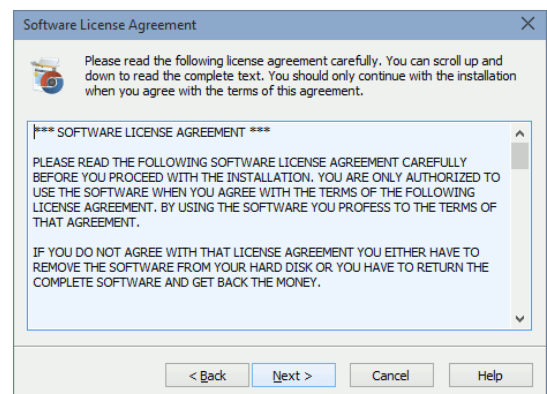 Software License Agreement
Please read the following license agreement carefully. You can scroll up and
down to read the complete text. You should only continue with the installation
when you agree with the terms of this agreement.
*** SOFTWARE LICENSE AGREEMENT ***
PLEASE READ THE FOLLOWING SOFTWARE LICENSE AGREEMENT CAREFULLY
BEFORE YOU PROCEED WITH THE INSTALLATION. YOU ARE ONLY AUTHORIZED TO
USE THE SOFTWARE WHEN YOU AGREE WITH THE TERMS OF THE FOLLOWING
LICENSE AGREEMENT. BY USING THE SOFTWARE YOU PROFESS TO THE TERMS OF
THAT AGREEMENT.
IF YOU DO NOT AGREE WITH THAT LICENSE AGREEMENT YOU EITHER HAVE TO
REMOVE THE SOFTWARE FROM YOUR HARD DISK OR YOU HAVE TO RETURN THE
COMPLETE SOFTWARE AND GET BACK THE MONEY.
< Back Next > Cancel Help